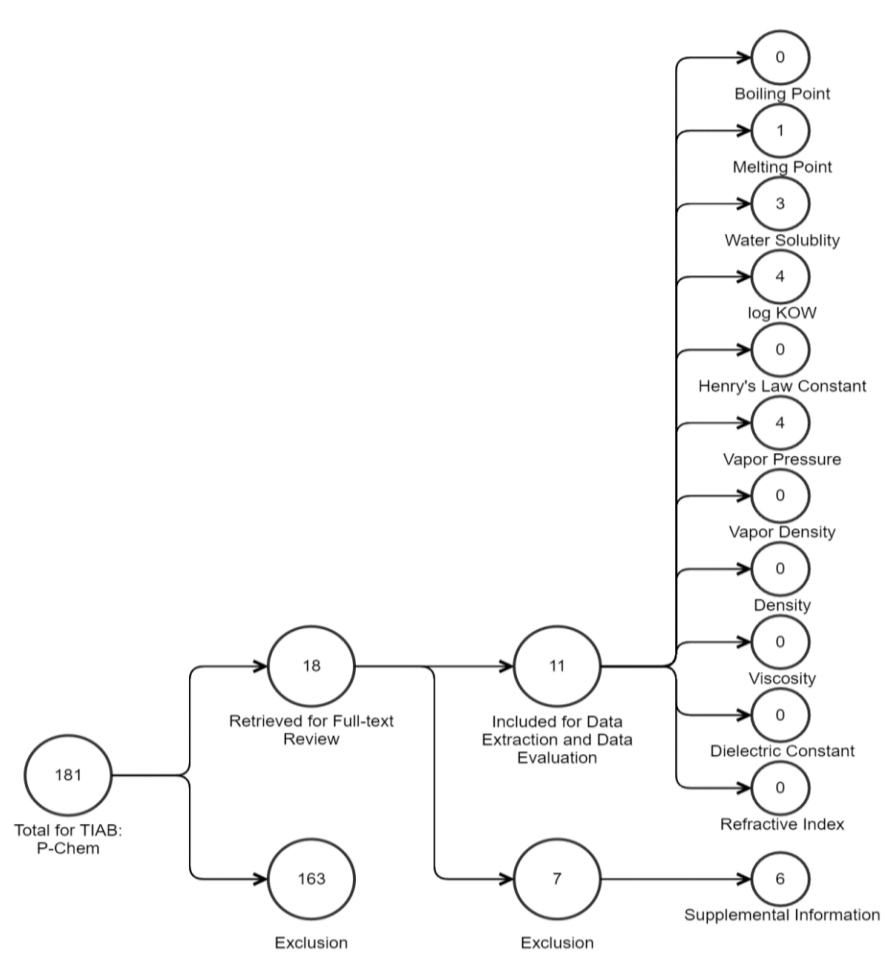 0
Boiling Point
1
Melting Point
3
Water Solublity
4
log KOW
0
Henry's Law Constant
4
Vapor Pressure
0
Vapor Density
0
Density
0
Viscosity
0
Dielectric Constant
0
Refractive Index
18
Retrieved for Full-text
Review
11
Included for Data
Extraction and Data
Evaluation
181
Total for TIAB:
P-Chem
163
Exclusion
7
Exclusion
6
Supplemental Information